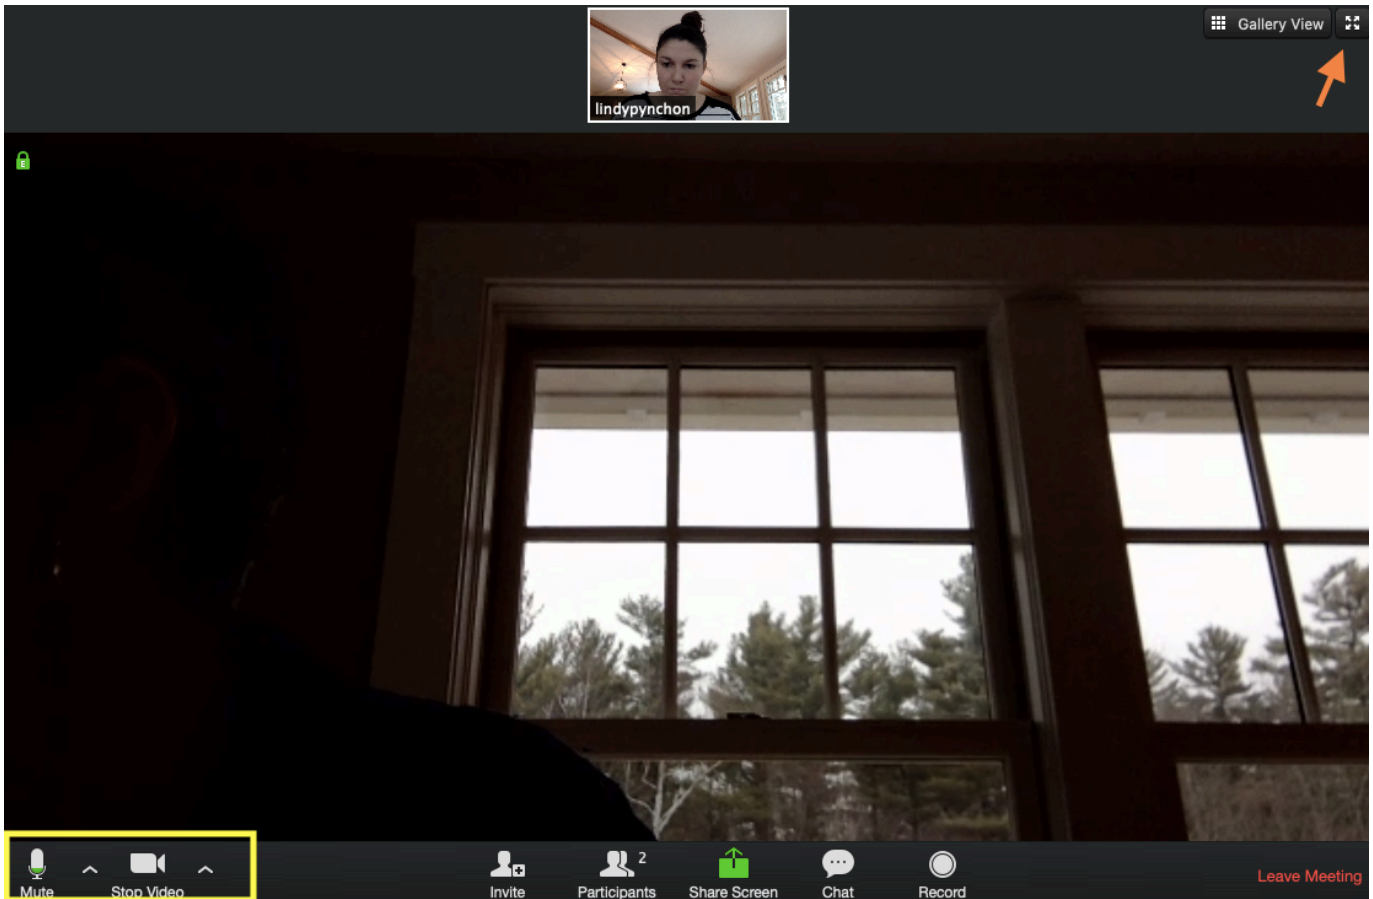 Gallery View
lindypynchon
E
Mute
Stop Video
Invite
Participants
2
Share Screen
Chat
Record
Leave Meeting